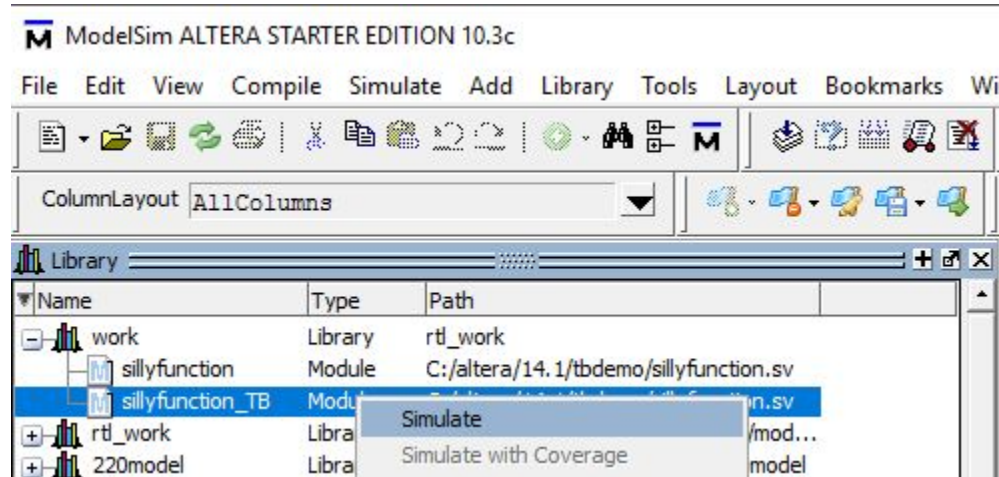 ModelSim ALTERA STARTER EDITION 10.3c
File Edit View Compile Simulate Add Library Tools Layout Bookmarks Wi
ColumnLayout AllColumns
Library
Name Type Path
work Library rtl_work
sillyfunction Module C:/altera/14.1/tbdemo/sillyfunction.sv
sillyfunction_TB Modu n.sv
Simulate
rtl_work Libra /mod...
Simulate with Coverage
220model Libra model